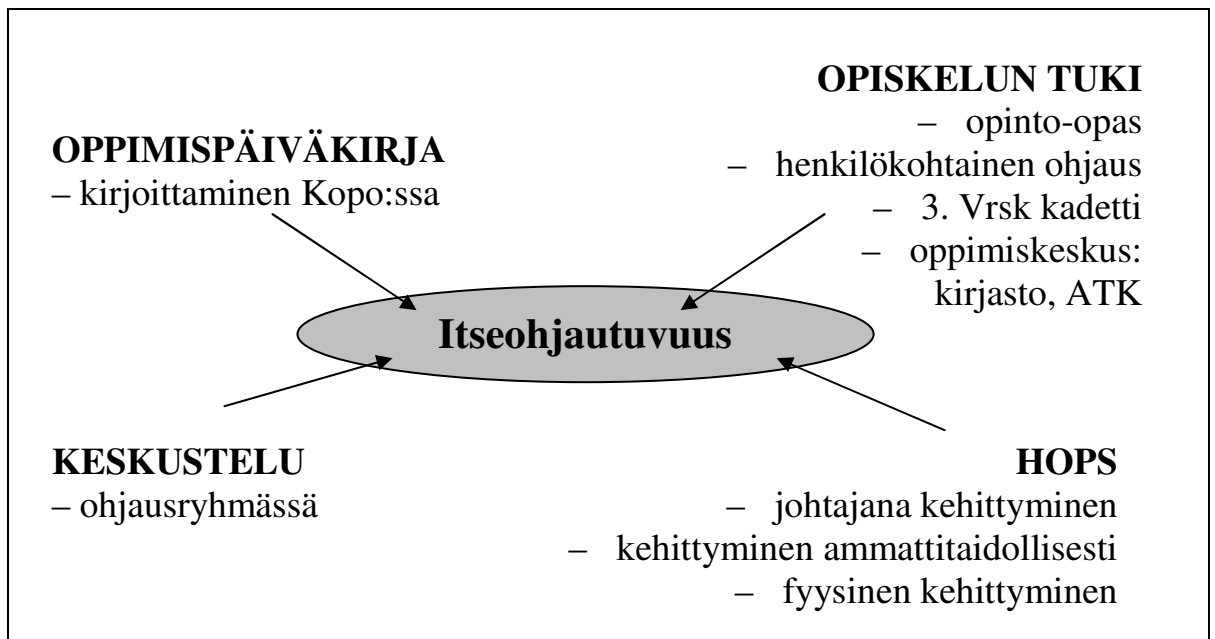 OPPIMISPÄIVÄKIRJA
– kirjoittaminen Kopo:ssa
OPISKELUN TUKI
– opinto-opas
– henkilökohtainen ohjaus
– 3. Vrsk kadetti
– oppimiskeskus:
kirjasto, ATK
Itseohjautuvuus
KESKUSTELU
– ohjausryhmässä
HOPS
– johtajana kehittyminen
– kehittyminen ammattitaidollisesti
– fyysinen kehittyminen